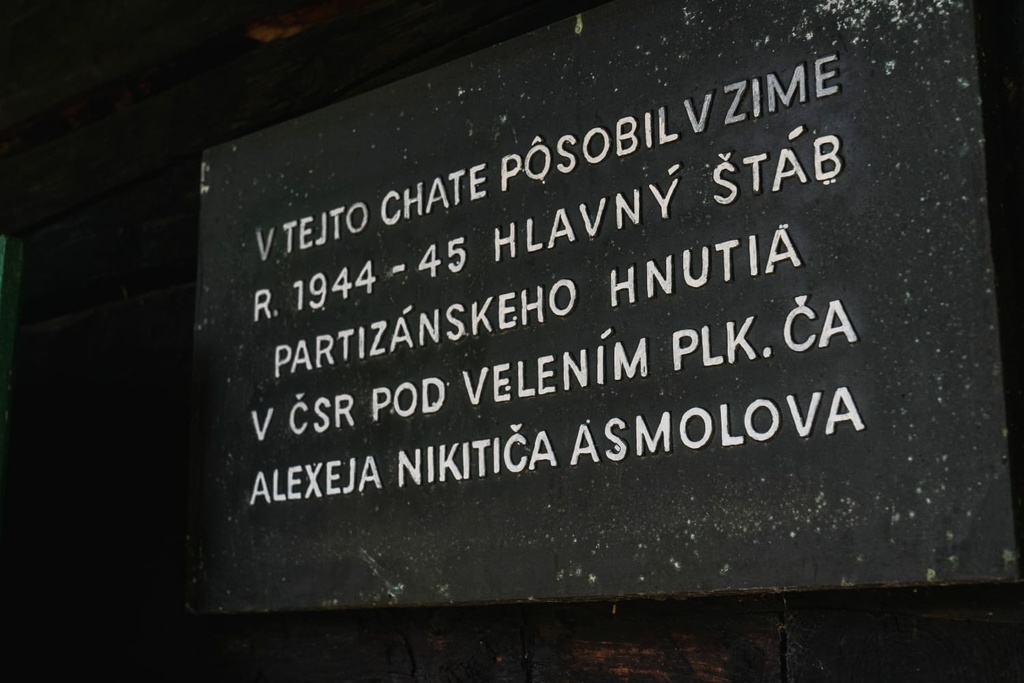 V TEJTO CHATE PÔSOBIL V ZIME
R. 1944 - 45 HLAVNÝ ŠTÁB
PARTIZÁNSKEHO HNUTIA
V ČSR POD VELENÍM PLK. ČA
ALEXEJA NIKITIČA ASMOLOVA